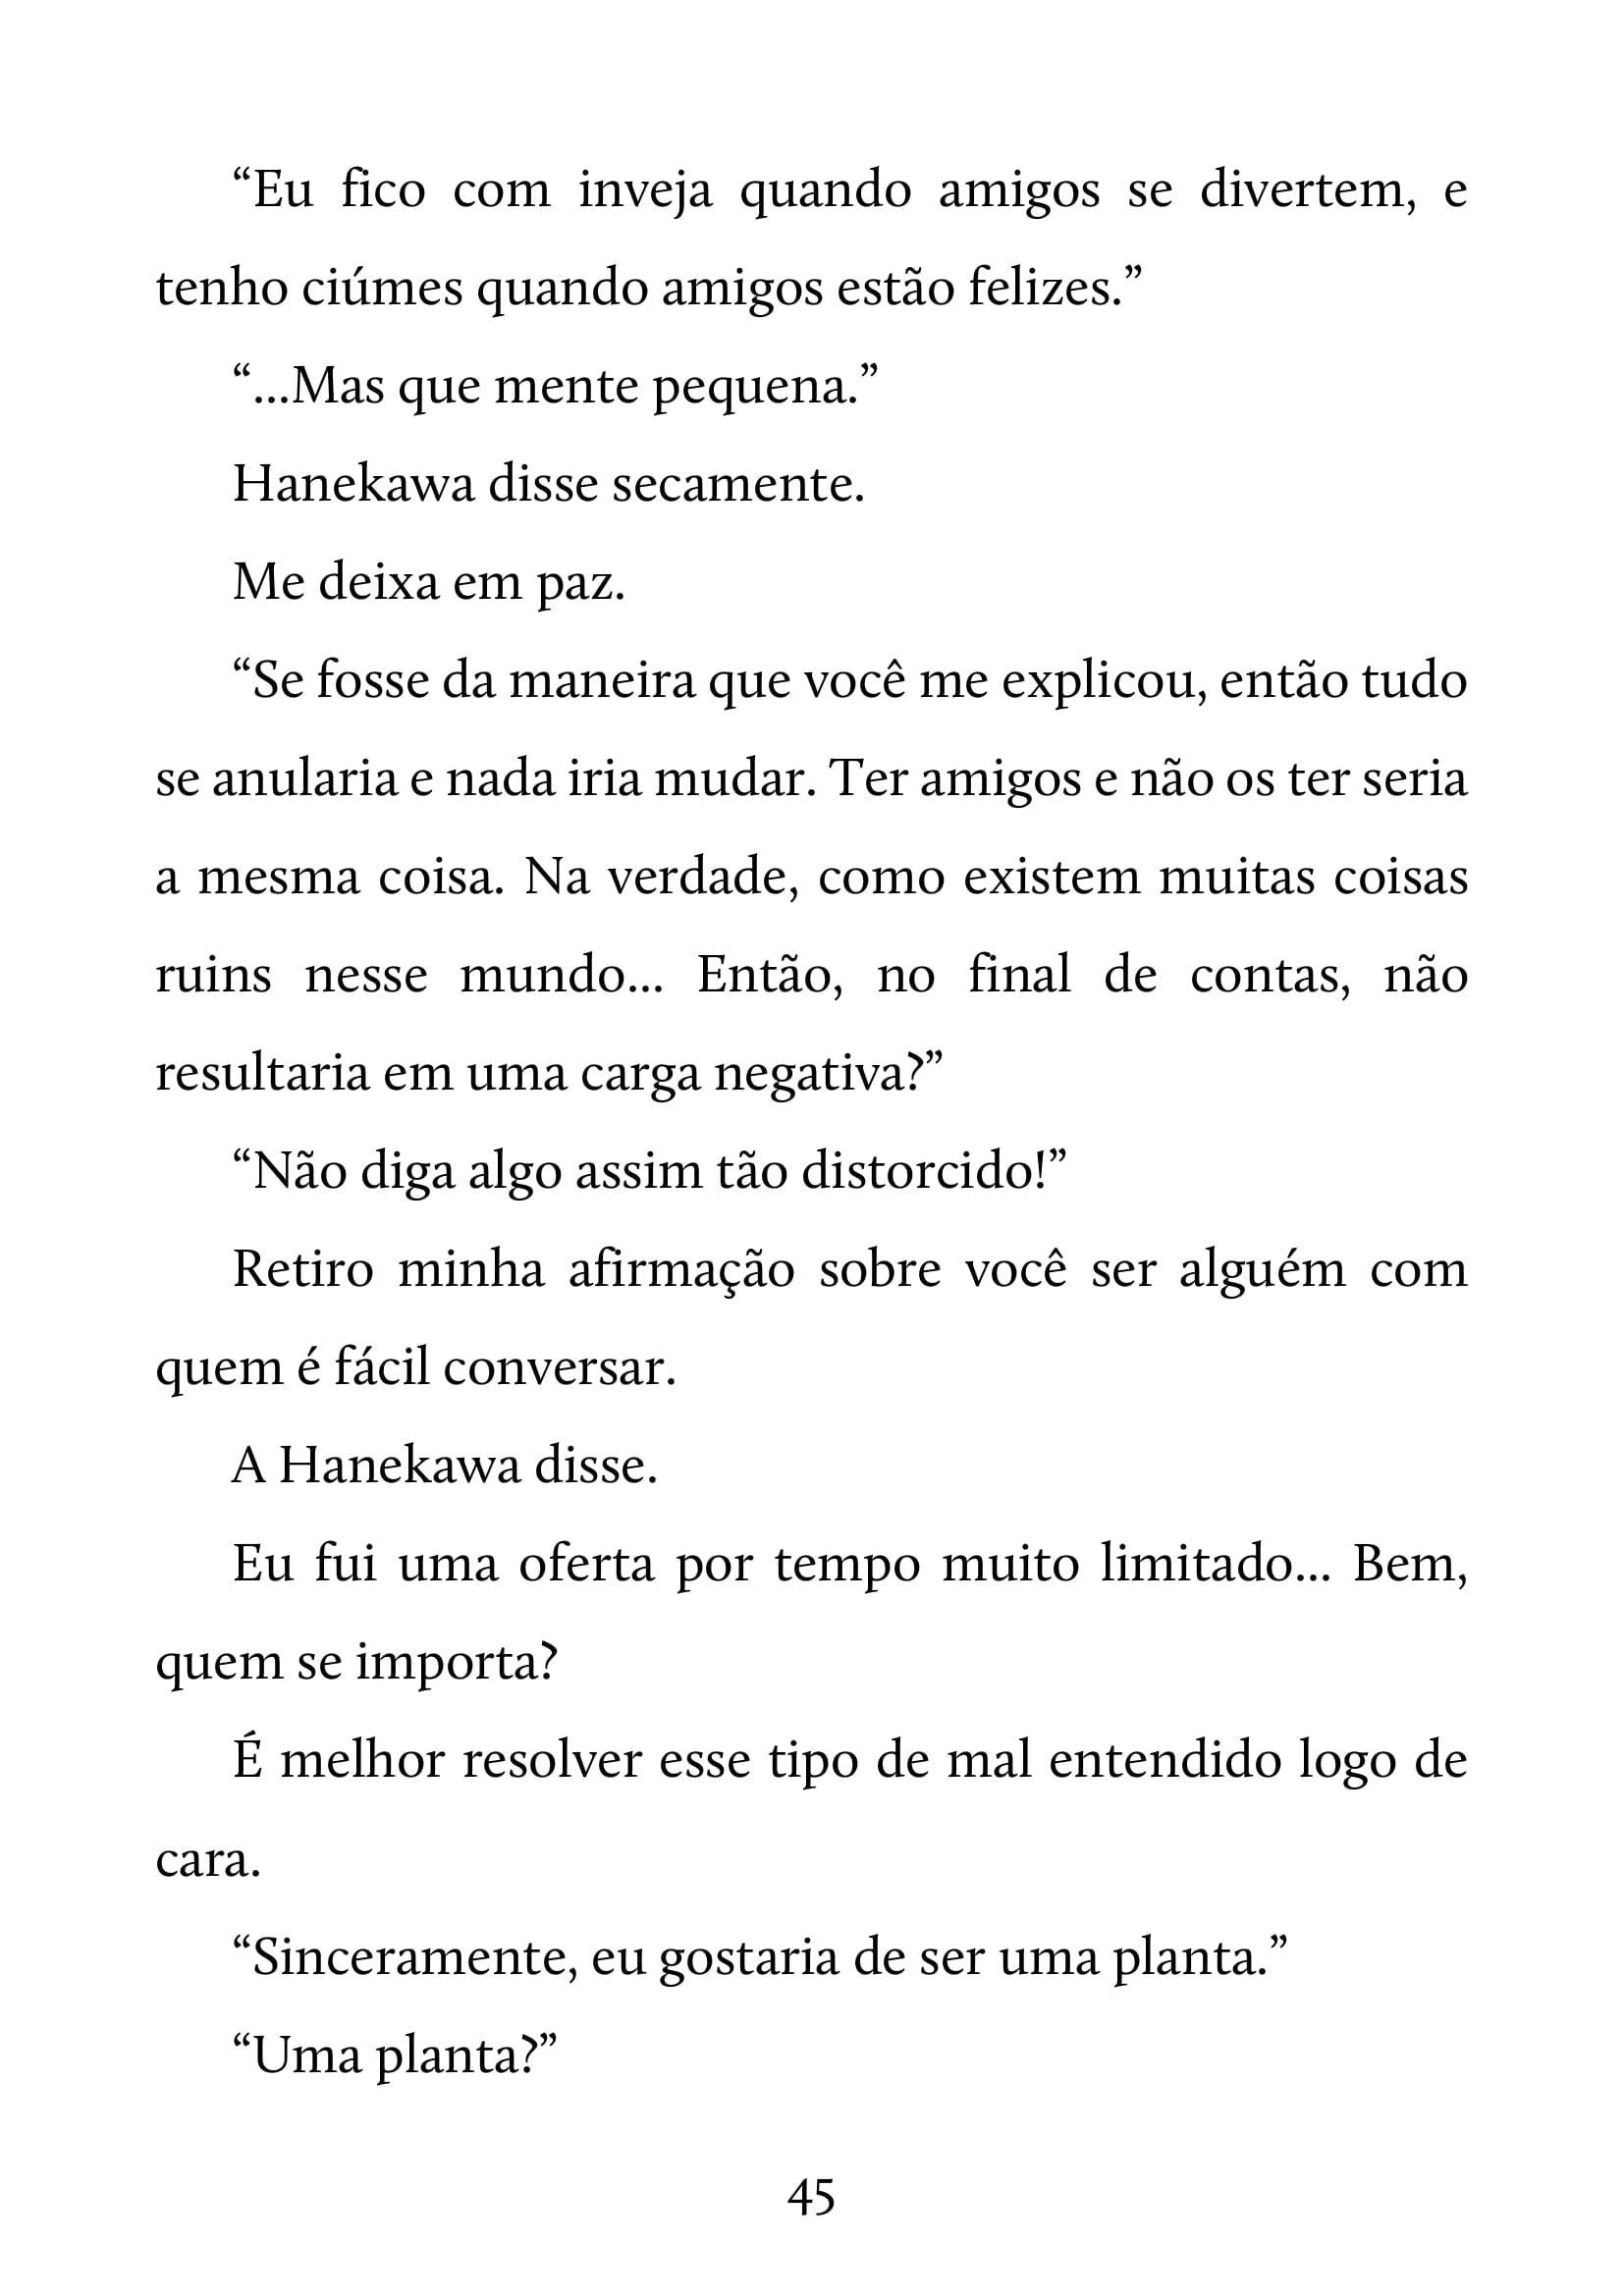 “Eu fico com inveja quando amigos se divertem, e
tenho ciúmes quando amigos estão felizes.”
“...Mas que mente pequena.”
Hanekawa disse secamente.
Me deixa em paz.
“Se fosse da maneira que você me explicou, então tudo
se anularia e nada iria mudar. Ter amigos e não os ter seria
a mesma coisa. Na verdade, como existem muitas coisas
ruins nesse mundo... Então, no final de contas, não
resultaria em uma carga negativa?”
“Não diga algo assim tão distorcido!”
Retiro minha afirmação sobre você ser alguém com
quem é fácil conversar.
A Hanekawa disse.
Eu fui uma oferta por tempo muito limitado... Bem,
quem se importa?
É melhor resolver esse tipo de mal entendido logo de
cara.
“Sinceramente, eu gostaria de ser uma planta.”
“Uma planta?”
45